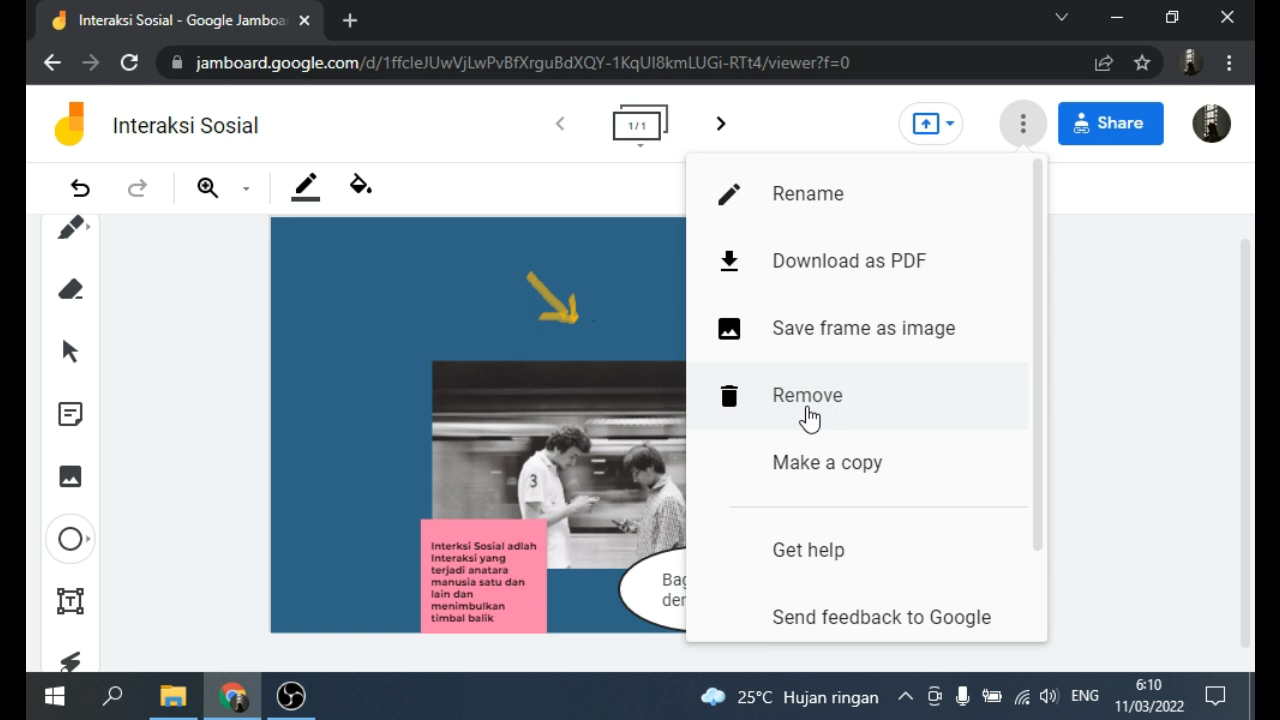 Interaksi Sosial - Google Jamboa
jamboard.google.com/d/1ffcleJUwVjLwPvBfXrguBdXQY-1KqUI8kmLUGi-RTt4/viewer?f=0
Interaksi Sosial
1/1
Share
Rename
Download as PDF
Save frame as image
Remove
Make a copy
Get help
Send feedback to Google
3
Interksi Sosial adlah
Interaksi yang
terjadi anatara
manusia satu dan
lain dan
menimbulkan
timbal balik
Bag
der
25°C Hujan ringan
ENG
6:10
11/03/2022